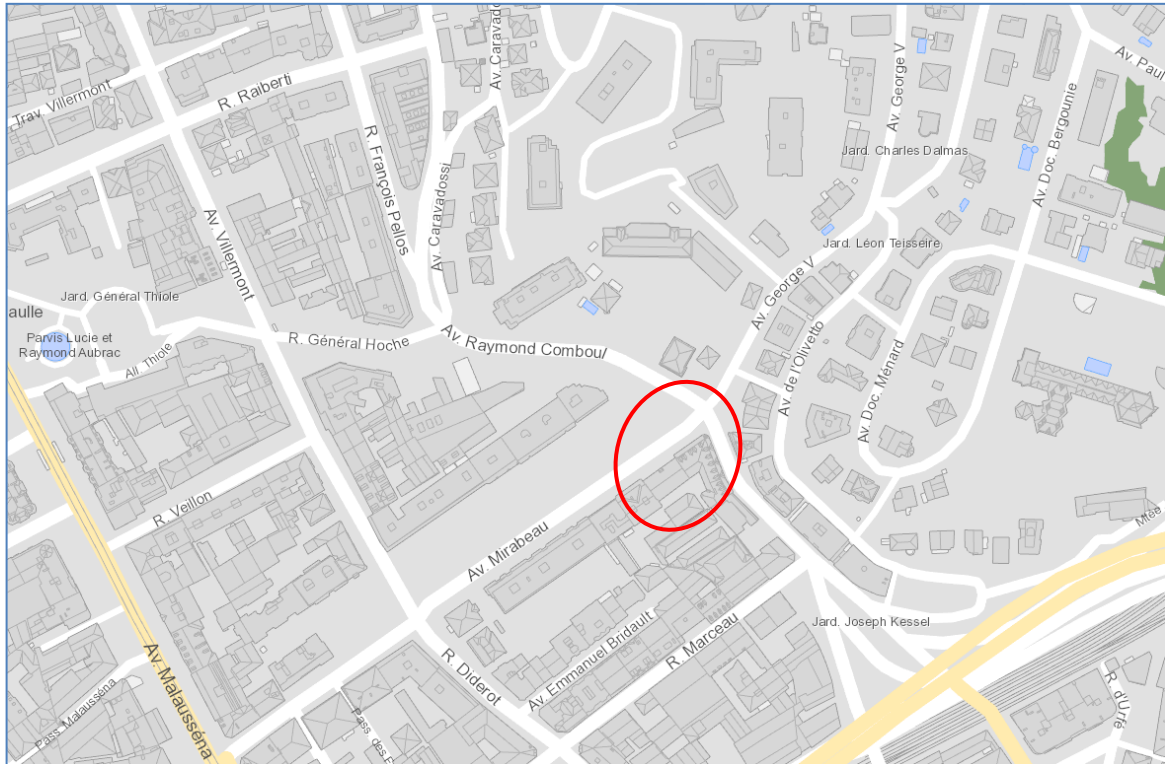 Av. Caravado
Av. George V
Av. Paul
Trav. Villermont
R. Raiberti
R. François Pellos
Av. Caravadossi
Jard. Charles Dalmas
Av. Doc. Bergounie
Av. Villermont
Jard. Léon Teisseire
Jard. Général Thiole
aulle
Parvis Lucie et
Raymond Aubrac
All. Thiole
R. Général Hoche
Av. Raymond Comboul
Av. George V
Av. de l'Olivetto
Av. Doc. Ménard
R. Veillon
Av. Mirabeau
Mtée
Av. Emmanuel Bridault
R. Marceau
Jard. Joseph Kessel
Av. Malausséna
R. Diderot
Pass. Malausséna
Pass. des
R. d'Urfé